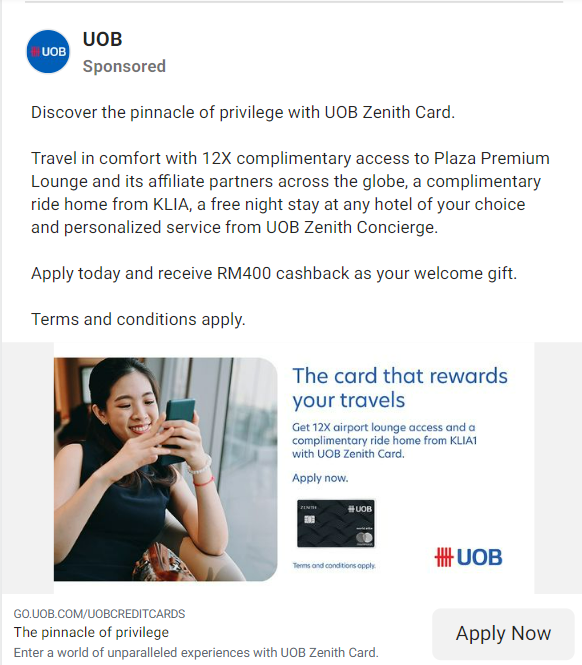 UOB
UOB
Sponsored
Discover the pinnacle of privilege with UOB Zenith Card.
Travel in comfort with 12X complimentary access to Plaza Premium
Lounge and its affiliate partners across the globe, a complimentary
ride home from KLIA, a free night stay at any hotel of your choice
and personalized service from UOB Zenith Concierge.
Apply today and receive RM400 cashback as your welcome gift.
Terms and conditions apply.
The card that rewards
your travels
Get 12X airport lounge access and a
complimentary ride home from KLIA1
with UOB Zenith Card.
Apply now.
ZENITH
UOB
Terms and conditions apply.
UOB
GO.UOB.COM/UOBCREDITCARDS
The pinnacle of privilege
Enter a world of unparalleled experiences with UOB Zenith Card.
Apply Now